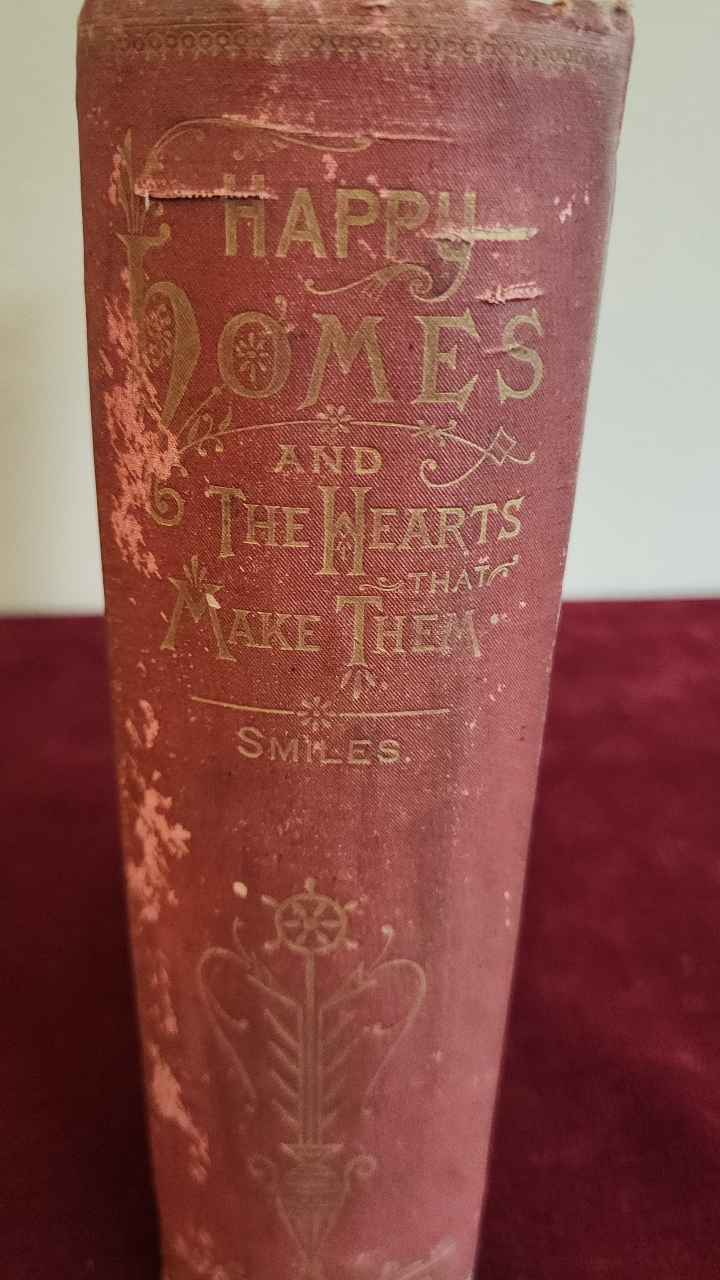 HAPPY
HOMES
AND
THE HEARTS
THAT
MAKE THEM
SMILES.